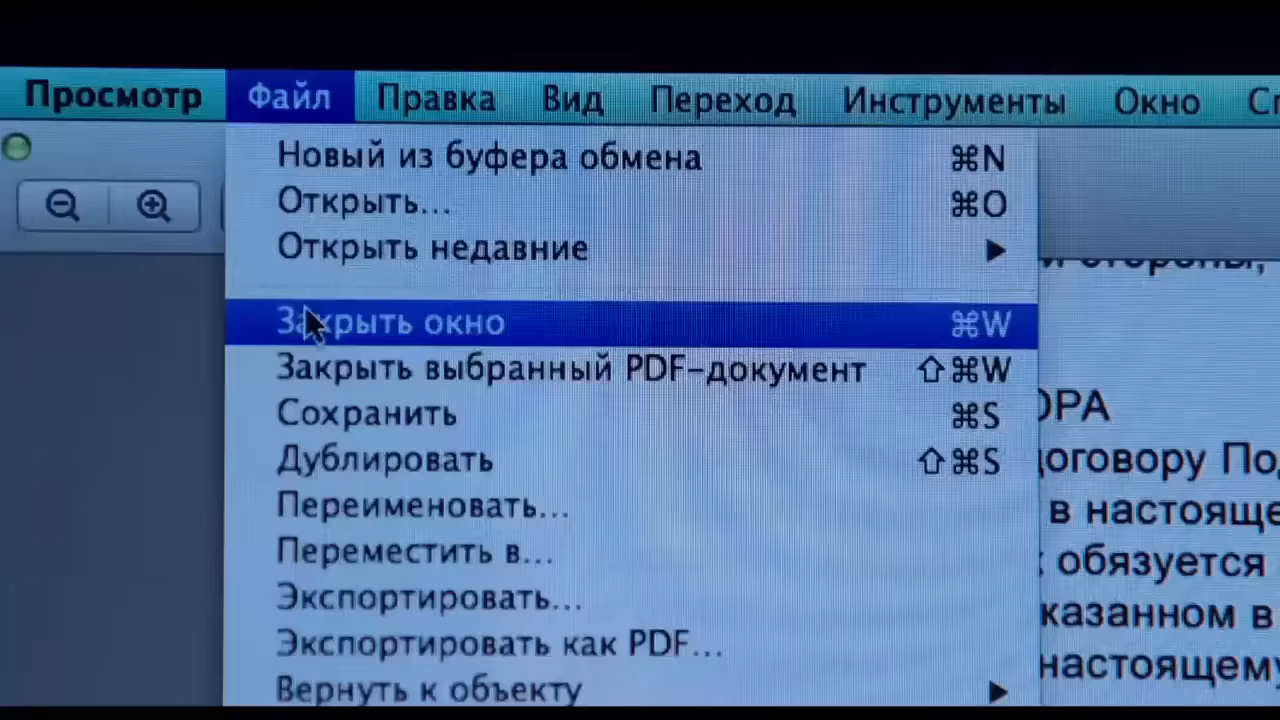 Просмотр Файл Правка Вид Переход Инструменты Окно
Новый из буфера обмена ⌘N
Открыть... ⌘O
Открыть недавние ▶
стороны,
Закрыть окно ⌘W
Закрыть выбранный PDF-документ ⇧⌘W
Сохранить ⌘S
ОРА
Дублировать ⇧⌘S
договору
Переименовать...
в настояще
Переместить в...
обязуется
Экспортировать...
казанном в
Экспортировать как PDF...
настоящему
Вернуть к объекту ▶